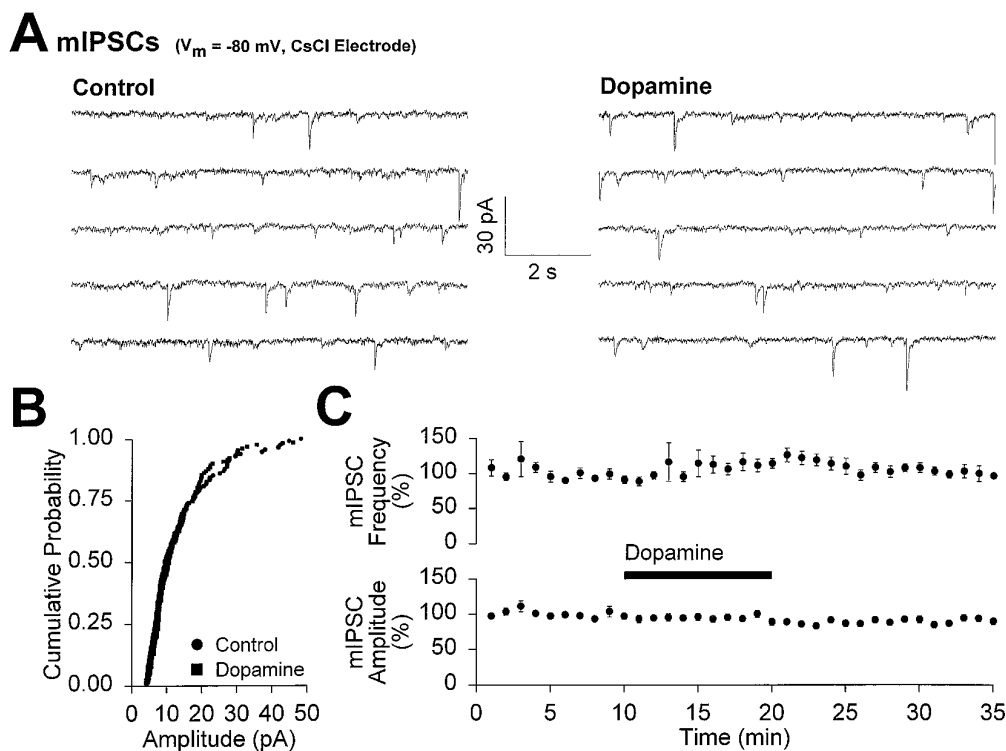 A mIPSCs (Vm = -80 mV, CsCl Electrode)
Control
Dopamine
30 pA
2 s
B
1.00
0.75
0.50
0.25
0.00
Cumulative Probability
Control
Dopamine
0 10 20 30 40 50
Amplitude (pA)
C
mIPSC
Frequency
(%)
150
100
50
0
Dopamine
mIPSC
Amplitude
(%)
150
100
50
0
0 5 10 15 20 25 30 35
Time (min)